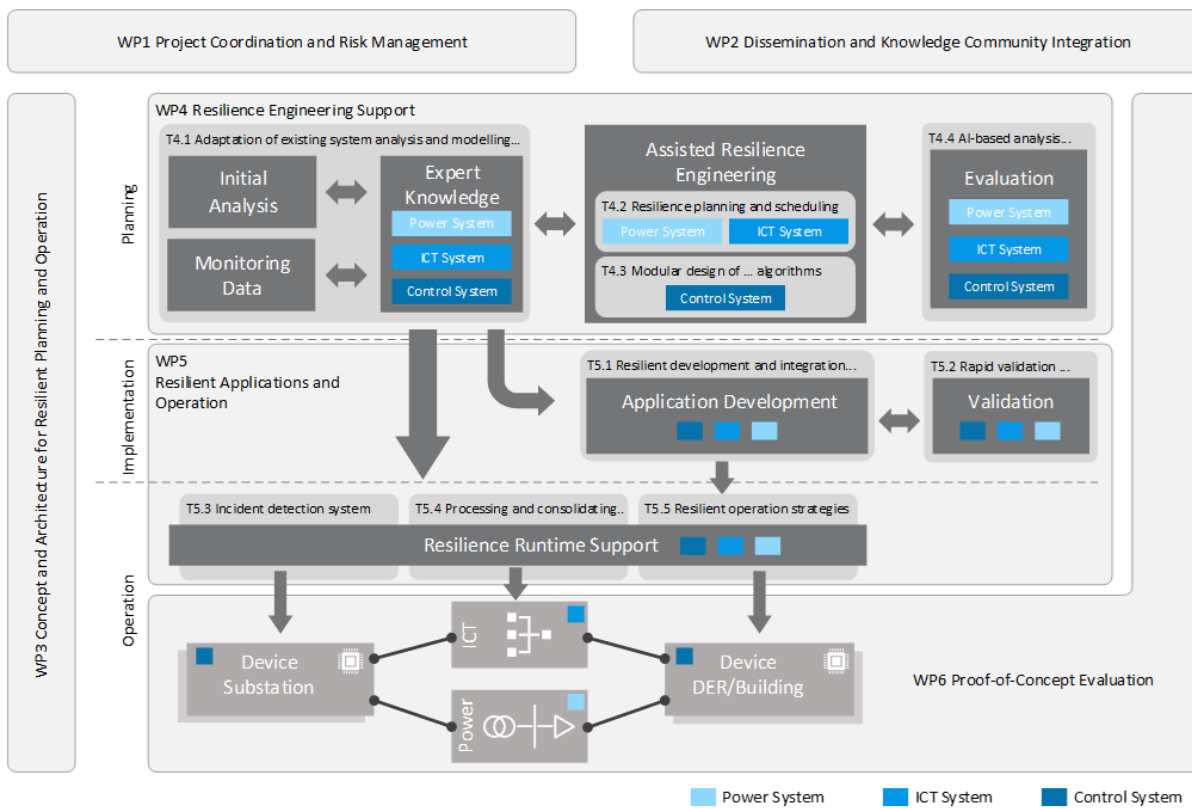 WP1 Project Coordination and Risk Management
WP2 Dissemination and Knowledge Community Integration
WP3 Concept and Architecture for Resilient Planning and Operation
Planning
WP4 Resilience Engineering Support
T4.1 Adaptation of existing system analysis and modelling...
Initial
Analysis
Monitoring
Data
Expert
Knowledge
Power System
ICT System
Control System
Assisted Resilience
Engineering
T4.2 Resilience planning and scheduling
Power System
ICT System
T4.3 Modular design of ... algorithms
Control System
T4.4 AI-based analysis...
Evaluation
Power System
ICT System
Control System
Implementation
WP5
Resilient Applications and
Operation
T5.1 Resilient development and integration...
Application Development
T5.2 Rapid validation ...
Validation
Operation
T5.3 Incident detection system
T5.4 Processing and consolidating..
T5.5 Resilient operation strategies
Resilience Runtime Support
Device
Substation
ICT
Power
Device
DER/Building
WP6 Proof-of-Concept Evaluation
Power System
ICT System
Control System